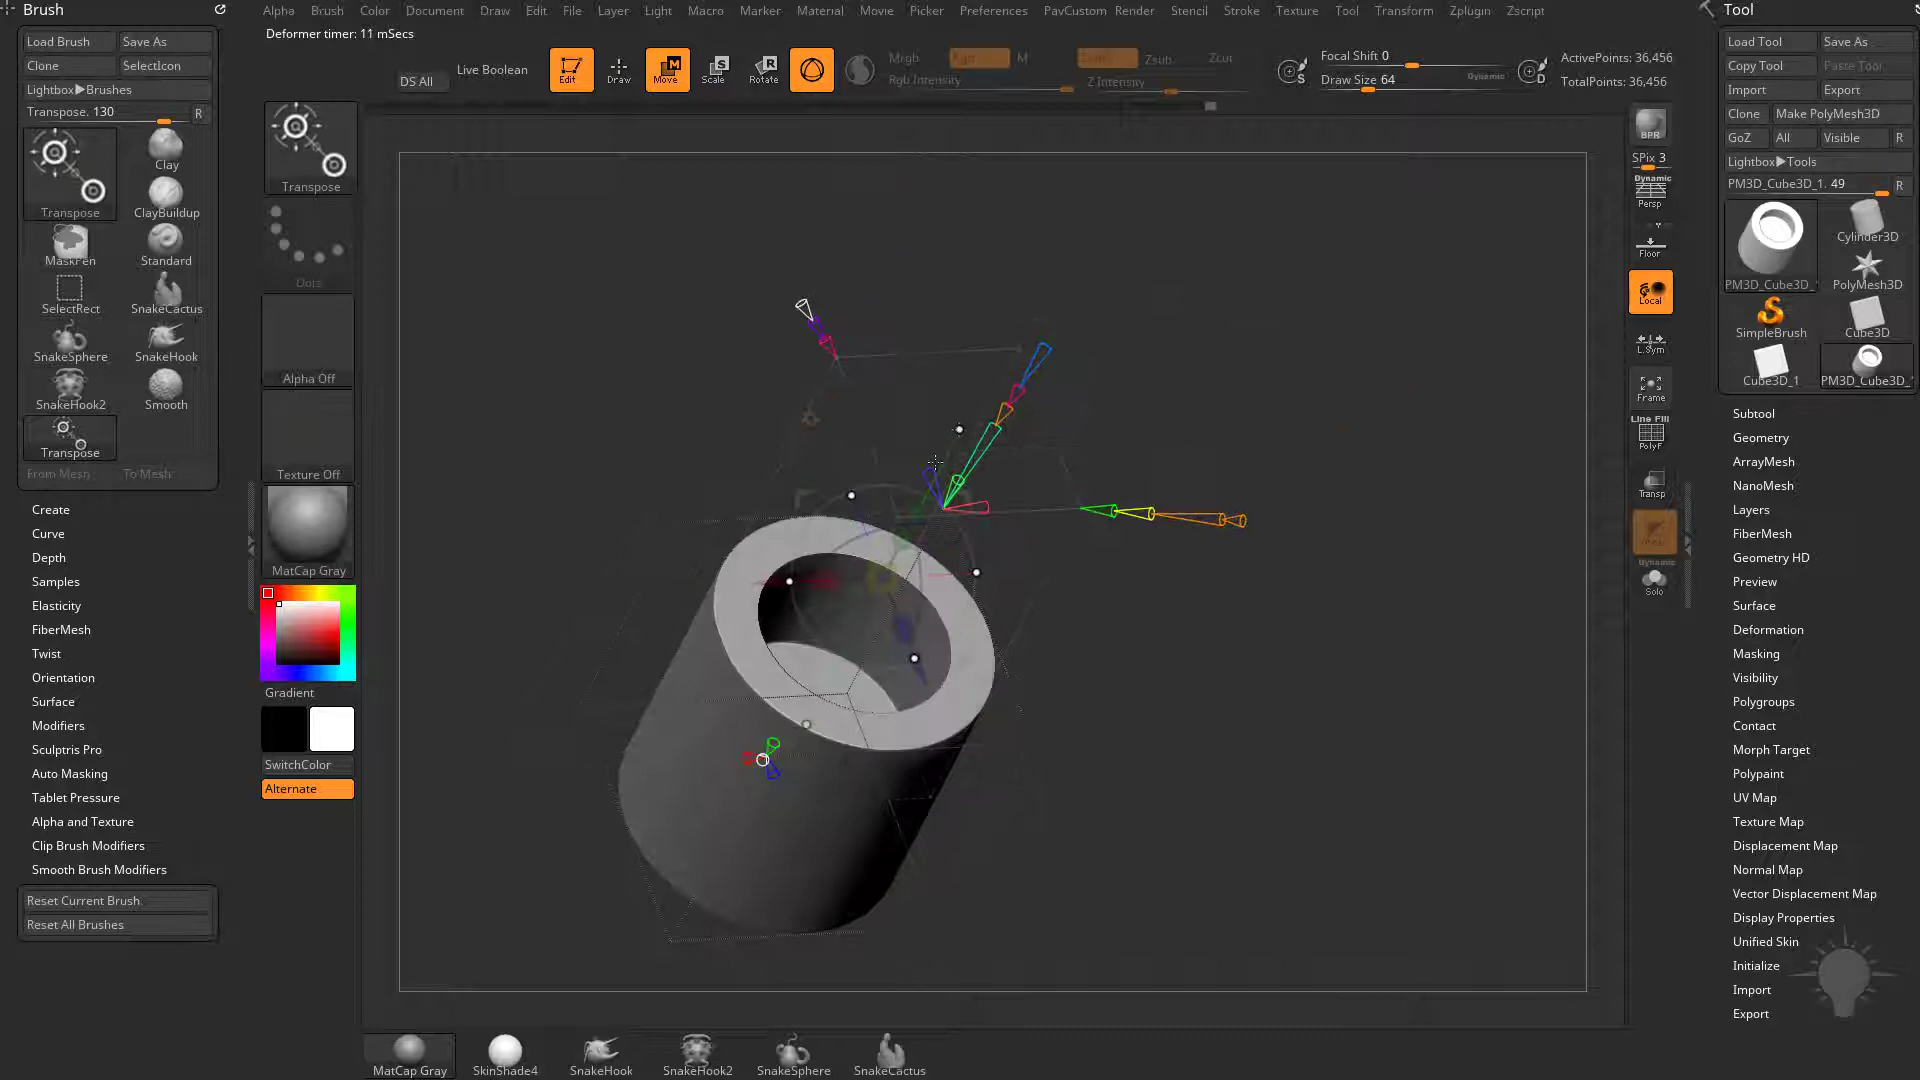 Brush
Alpha Brush Color Document Draw Edit File Layer Light Macro Marker Material Movie Picker Preferences PavCustom Render Stencil Stroke Texture Tool Transform Zplugin Zscript
Tool
Deformer timer: 11 mSecs
Load Brush Save As
Clone SelectIcon
Lightbox▶Brushes
Transpose. 130 R
Transpose
Clay
ClayBuildup
MaskPen Standard
SelectRect SnakeCactus
SnakeSphere SnakeHook
SnakeHook2 Smooth
Transpose
From Mesh To Mesh
Create
Curve
Depth
Samples
Elasticity
FiberMesh
Twist
Orientation
Surface
Modifiers
Sculptris Pro
Auto Masking
Tablet Pressure
Alpha and Texture
Clip Brush Modifiers
Smooth Brush Modifiers
Reset Current Brush
Reset All Brushes
DS All
Live Boolean
Edit
Draw
M
Move
S
Scale
R
Rotate
Mrgb M
Rgb Intensity
Zsub Zcut
Z Intensity
S
Focal Shift 0
Draw Size 64
Dynamic
D
ActivePoints: 36,456
TotalPoints: 36,456
Transpose
Dots
Alpha Off
Texture Off
MatCap Gray
Gradient
SwitchColor
Alternate
BPR
SPix 3
Dynamic
Persp
Floor
Local
L.Sym
Frame
Line Fill
PolyF
Transp
Dynamic
Solo
Load Tool Save As
Copy Tool Paste Tool
Import Export
Clone Make PolyMesh3D
GoZ All Visible R
Lightbox▶Tools
PM3D_Cube3D_1. 49 R
PM3D_Cube3D_
Cylinder3D
PolyMesh3D
SimpleBrush Cube3D
Cube3D_1 PM3D_Cube3D_
Subtool
Geometry
ArrayMesh
NanoMesh
Layers
FiberMesh
Geometry HD
Preview
Surface
Deformation
Masking
Visibility
Polygroups
Contact
Morph Target
Polypaint
UV Map
Texture Map
Displacement Map
Normal Map
Vector Displacement Map
Display Properties
Unified Skin
Initialize
Import
Export
MatCap Gray SkinShade4 SnakeHook SnakeHook2 SnakeSphere SnakeCactus